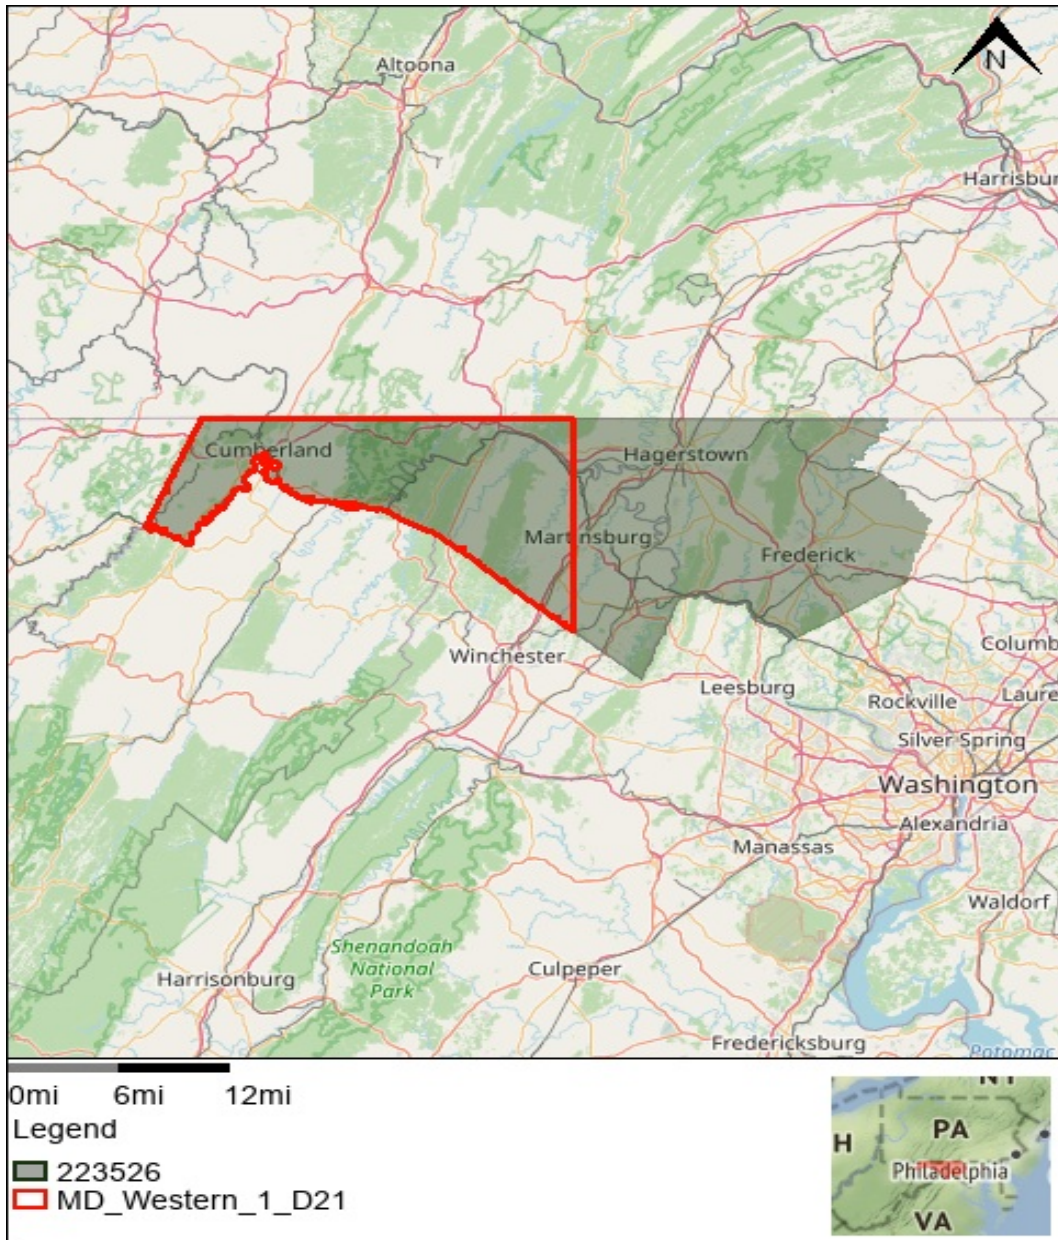 N
Altoona
Harrisbur
Cumberland
Hagerstown
Martinsburg
Frederick
Winchester
Columb
Leesburg
Rockville
Laure
Silver Spring
Washington
Alexandria
Manassas
Waldorf
Shenandoah
National
Park
Culpeper
Harrisonburg
Fredericksburg
Potomac
0mi 6mi 12mi
Legend
223526
MD_Western_1_D21
NY
H
PA
Philadelphia
VA